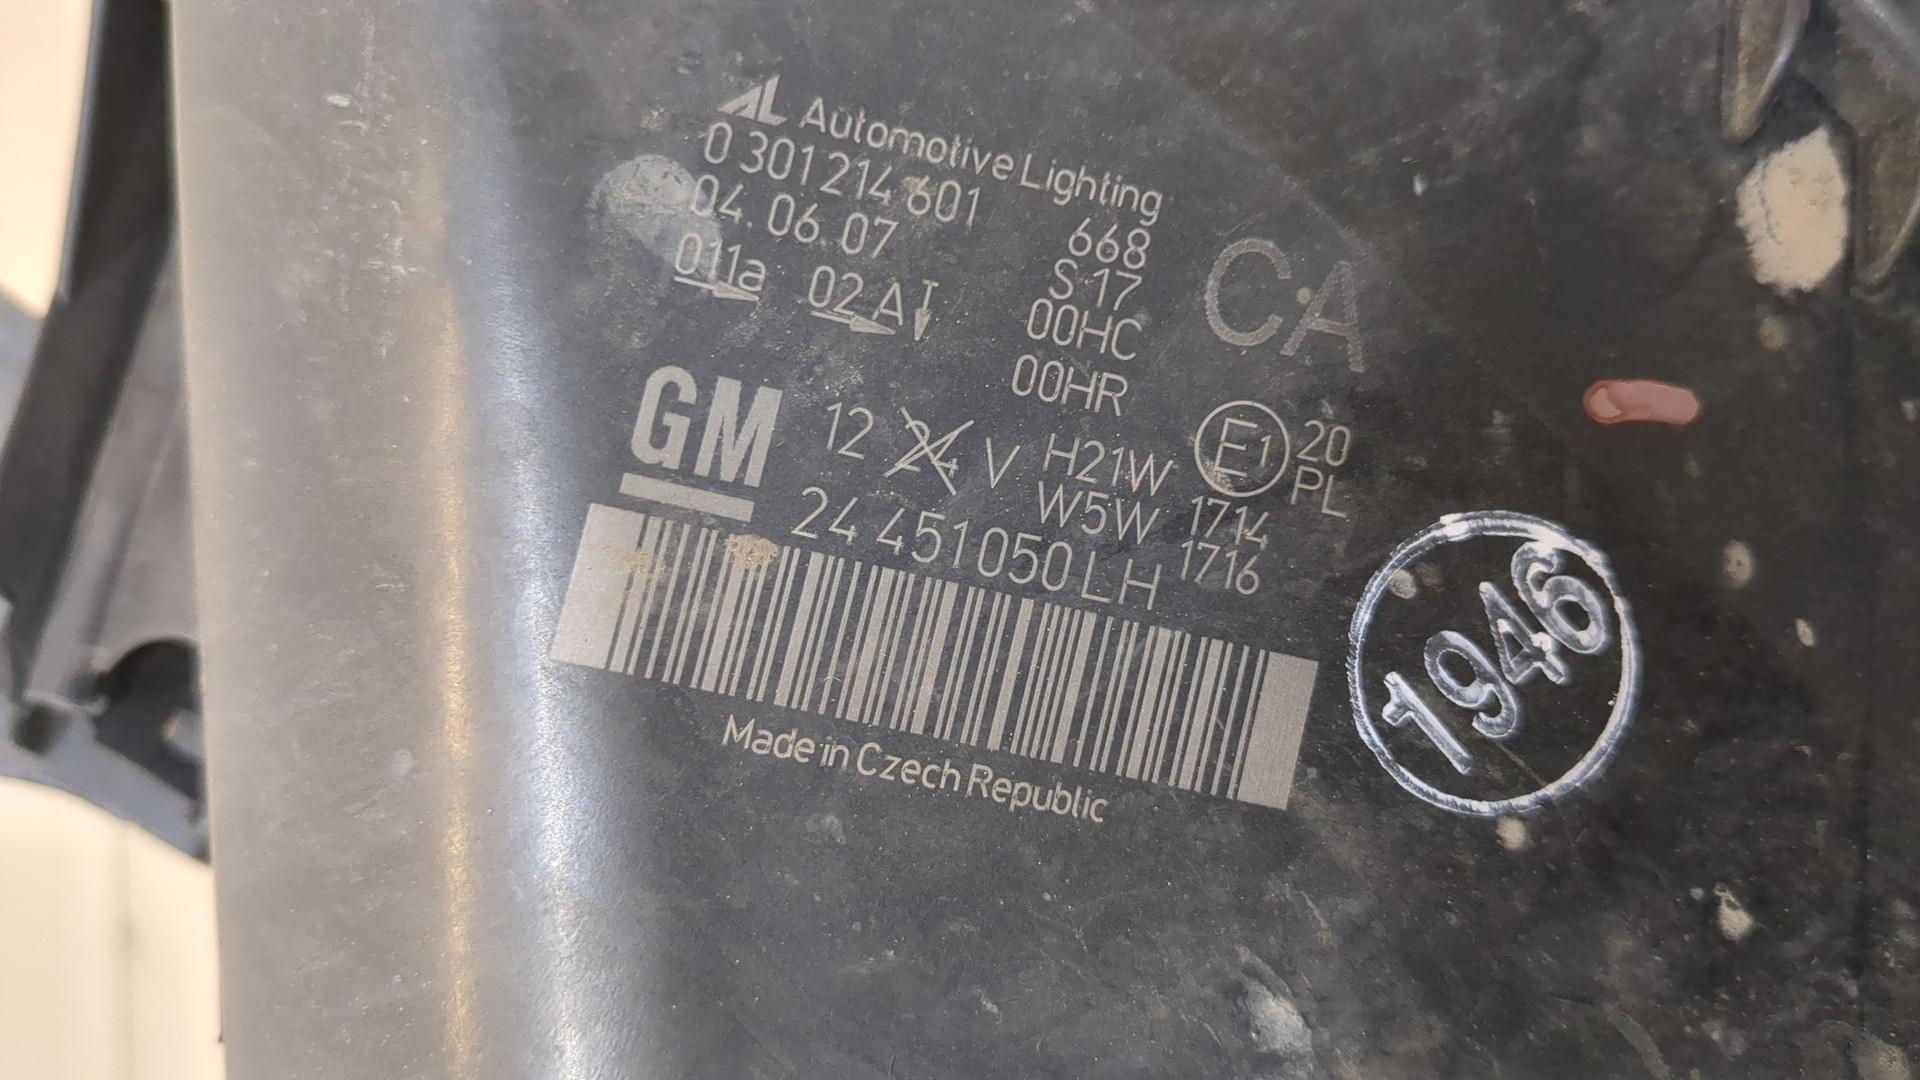 AL Automotive Lighting
0 301 214 601 668
04. 06. 07 S 17
011a 02A 00HC
00HR
CA
GM 12 24 V H21W E1 20
W5W 1714 PL
24 451 050 LH 1716
Made in Czech Republic
1946